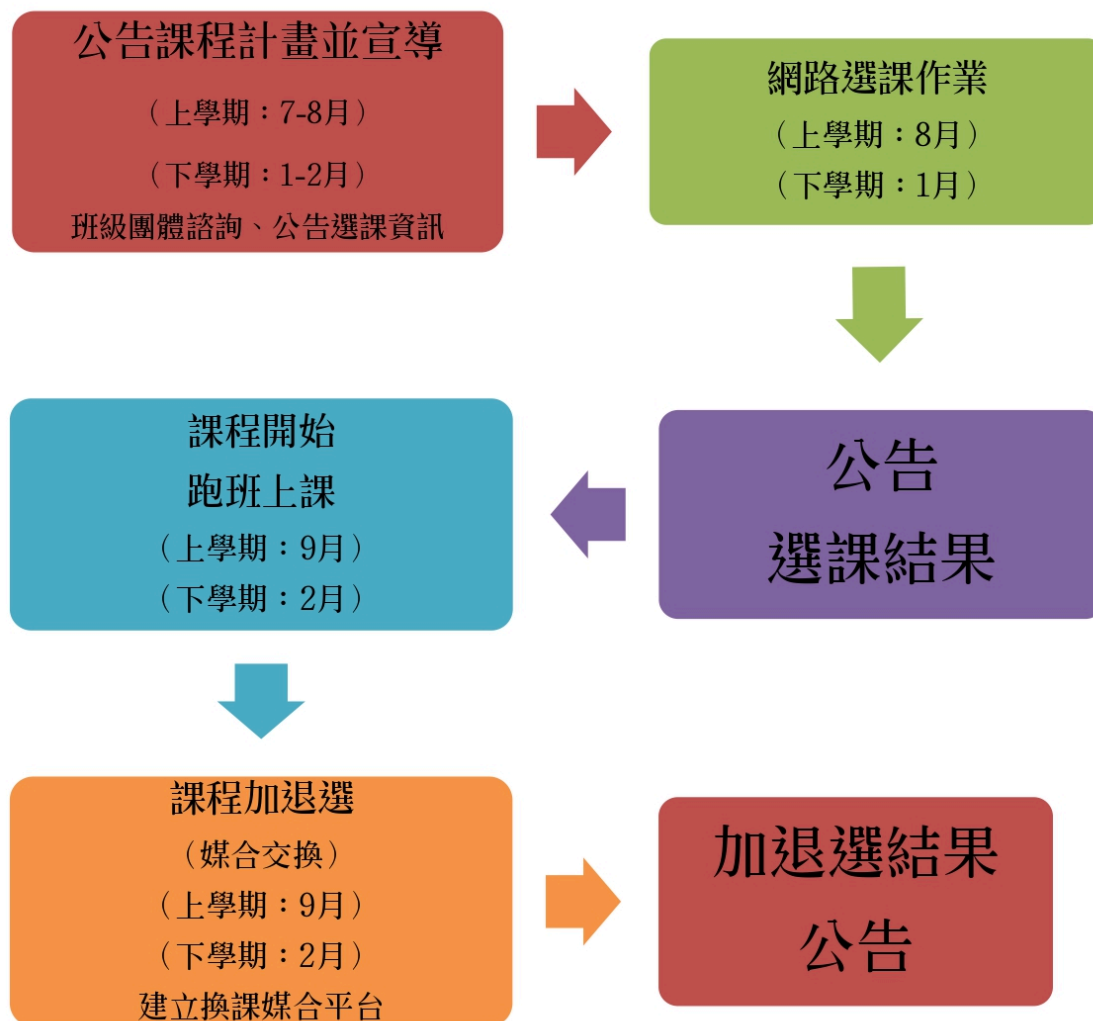 公告課程計畫並宣導
（上學期：7-8月）
（下學期：1-2月）
班級團體諮詢、公告選課資訊
網路選課作業
（上學期：8月）
（下學期：1月）
公告
選課結果
課程開始
跑班上課
（上學期：9月）
（下學期：2月）
課程加退選
（媒合交換）
（上學期：9月）
（下學期：2月）
建立換課媒合平台
加退選結果
公告